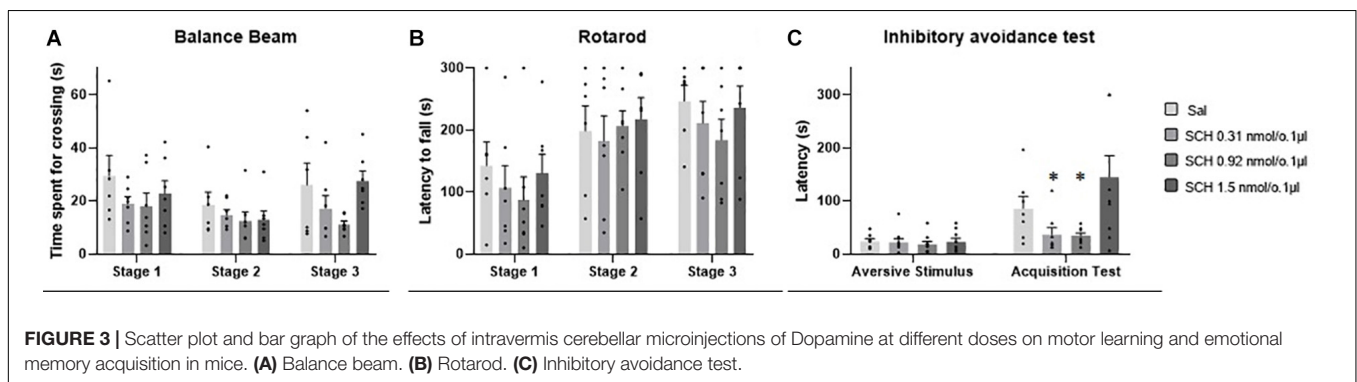 A
Balance Beam
Time spent for crossing (s)
60
40
20
0
Stage 1 Stage 2 Stage 3
B
Rotarod
Latency to fall (s)
300
200
100
0
Stage 1 Stage 2 Stage 3
C
Inhibitory avoidance test
Latency (s)
300
200
100
0
* *
Aversive Stimulus Acquisition Test
Sal
SCH 0.31 nmol/o.1µl
SCH 0.92 nmol/o.1µl
SCH 1.5 nmol/o.1µl
FIGURE 3 | Scatter plot and bar graph of the effects of intravermis cerebellar microinjections of Dopamine at different doses on motor learning and emotional
memory acquisition in mice. (A) Balance beam. (B) Rotarod. (C) Inhibitory avoidance test.